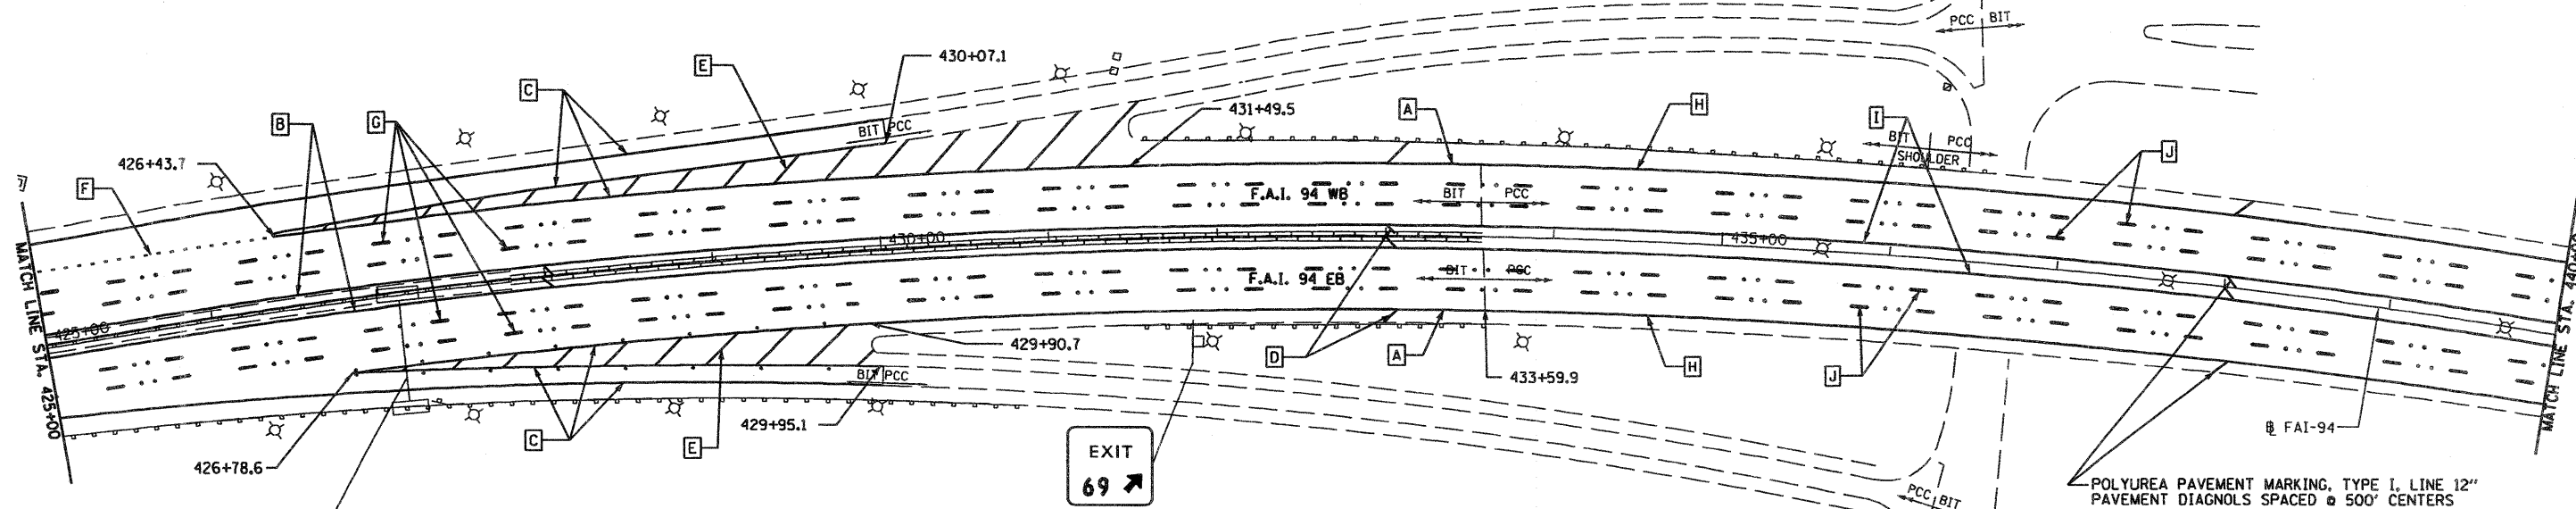 PCC BIT
430+07.1
E
C
431+49.5
A
H
B
G
I
BIT PCC
BIT PCC
SHOULDER
J
426+43.7
F
F.A.I. 94 WB
BIT PCC
430+00
435+00
MATCH LINE STA. 425+00
425+00
F.A.I. 94 EB
BIT PCC
MATCH LINE STA. 440+00
429+90.7
D
A
H
J
433+59.9
BIT PCC
429+95.1
C
E
426+78.6
EXIT
69
℄ FAI-94
PCC BIT
POLYUREA PAVEMENT MARKING, TYPE I, LINE 12"
PAVEMENT DIAGNOLS SPACED @ 500' CENTERS